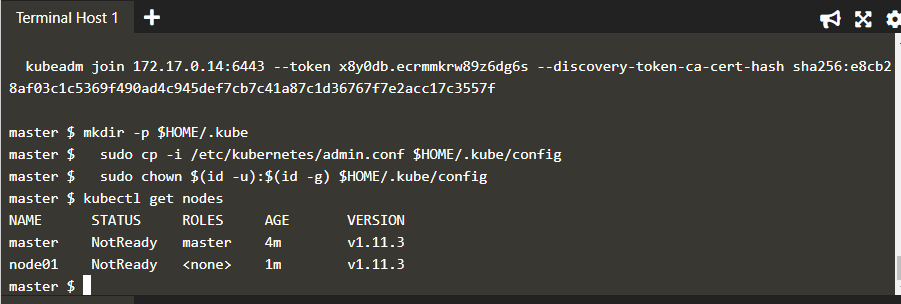 Terminal Host 1 +
kubeadm join 172.17.0.14:6443 --token x8y0db.ecrmmkrw89z6dg6s --discovery-token-ca-cert-hash sha256:e8cb2
8af03c1c5369f490ad4c945def7cb7c41a87c1d36767f7e2acc17c3557f
master $ mkdir -p $HOME/.kube
master $   sudo cp -i /etc/kubernetes/admin.conf $HOME/.kube/config
master $   sudo chown $(id -u):$(id -g) $HOME/.kube/config
master $ kubectl get nodes
NAME      STATUS     ROLES     AGE       VERSION
master    NotReady   master    4m        v1.11.3
node01    NotReady   <none>    1m        v1.11.3
master $